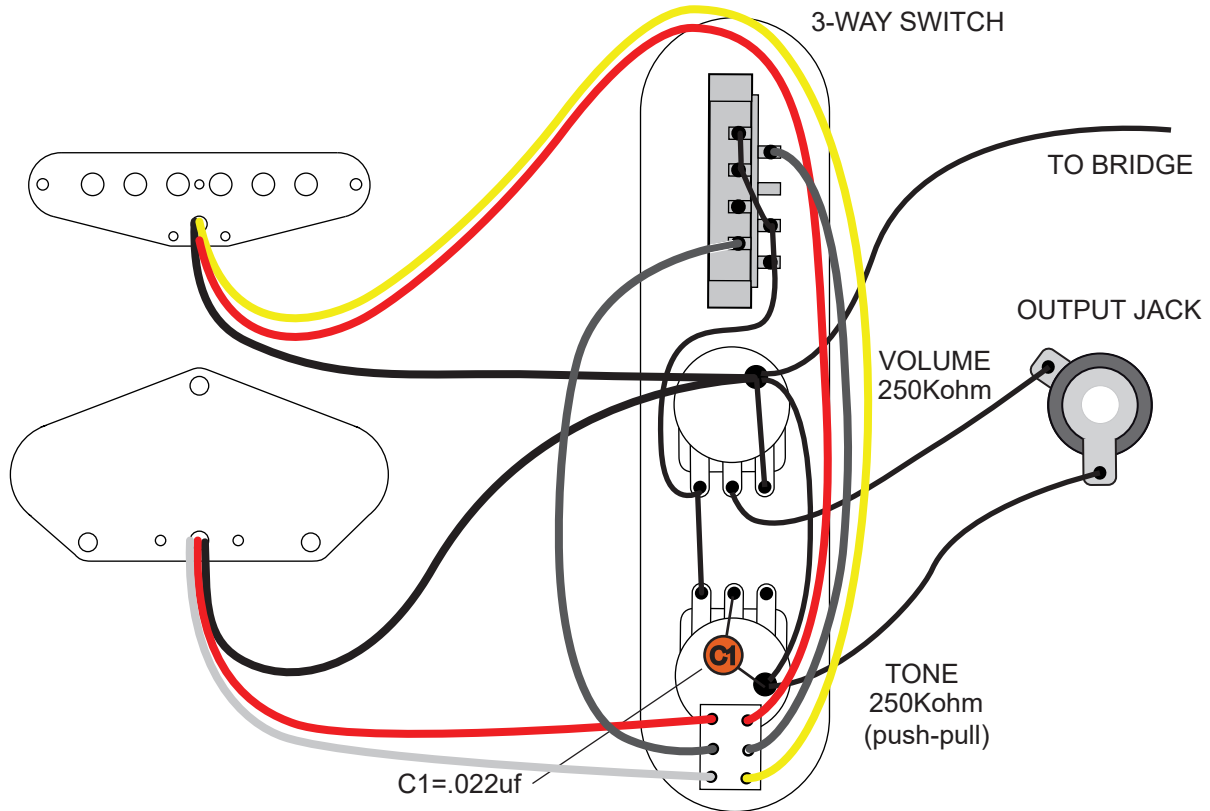 3-WAY SWITCH
TO BRIDGE
OUTPUT JACK
VOLUME
250Kohm
C1
TONE
250Kohm
(push-pull)
C1=.022uf